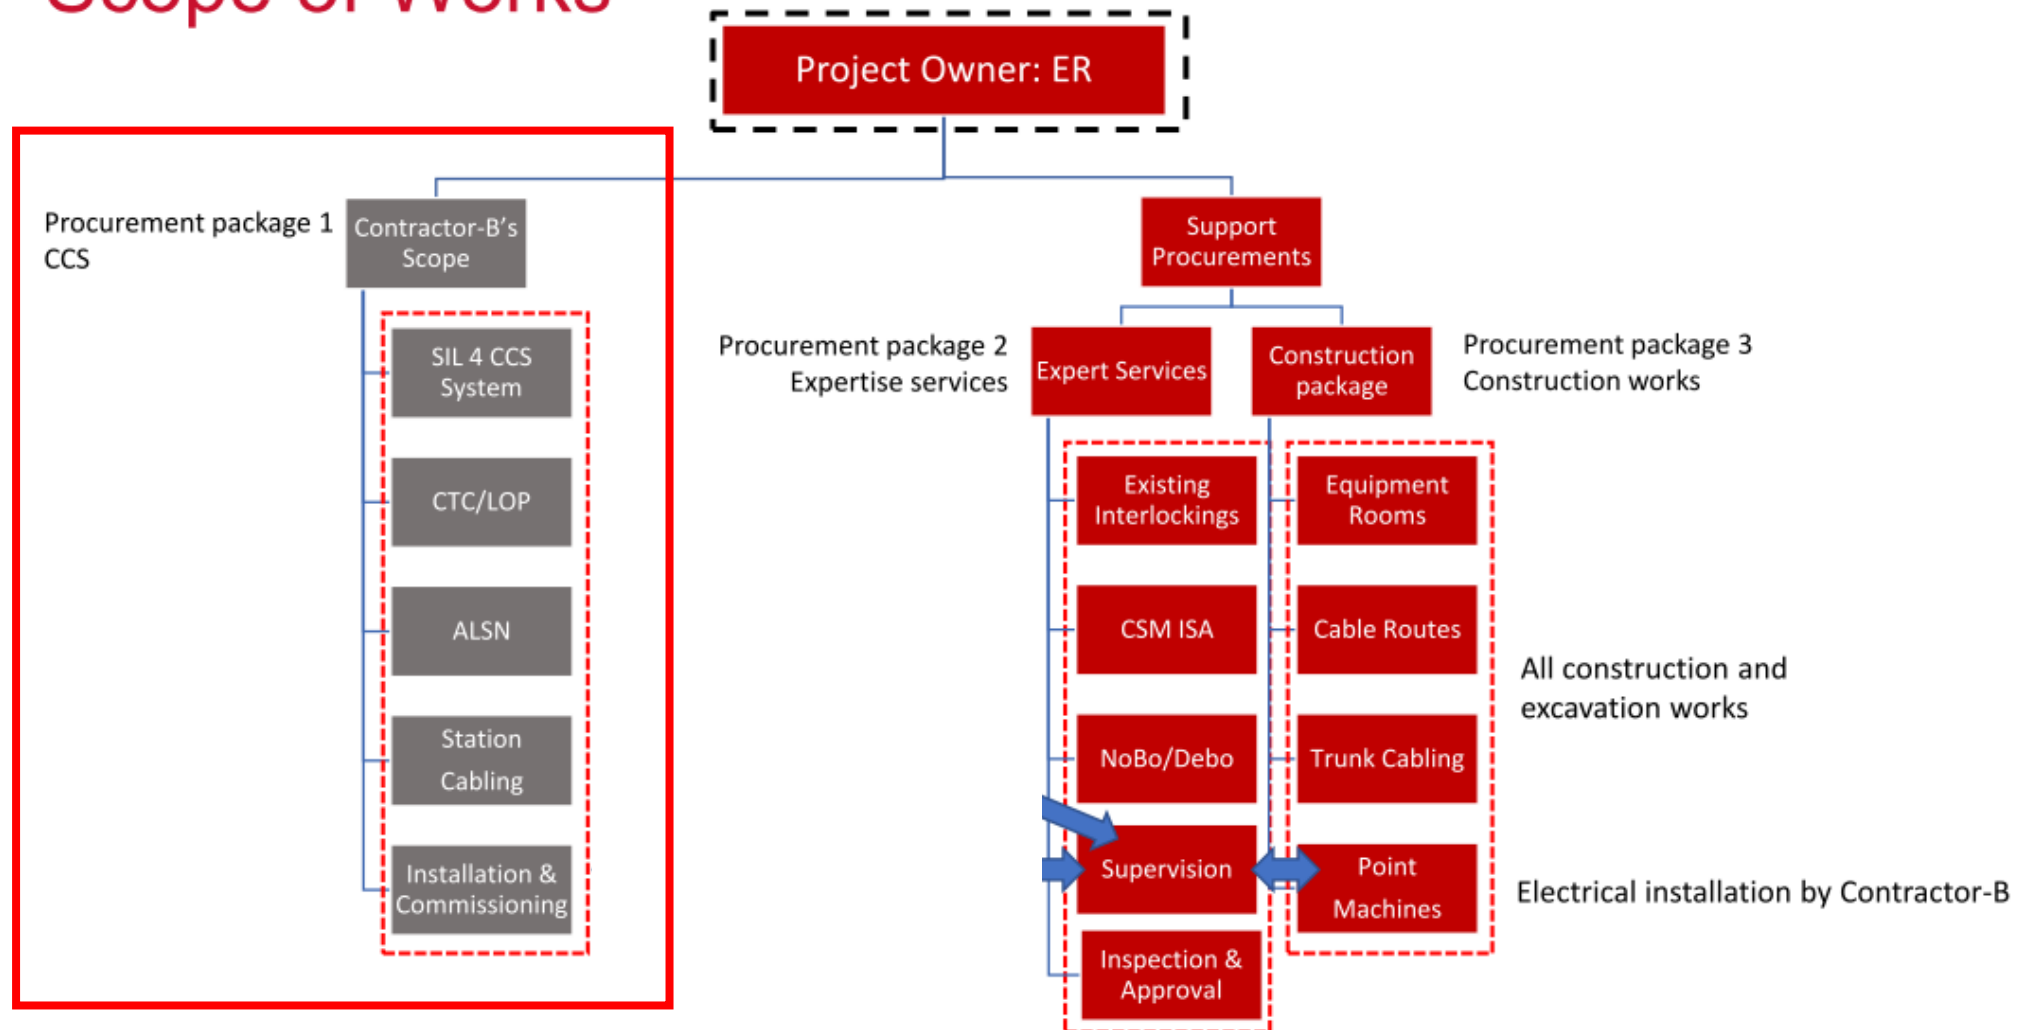 Scope of Works
Project Owner: ER
Procurement package 1
CCS
Contractor-B's
Scope
SIL 4 CCS
System
CTC/LOP
ALSN
Station
Cabling
Installation &
Commissioning
Support
Procurements
Procurement package 2
Expertise services
Expert Services
Construction
package
Procurement package 3
Construction works
Existing
Interlockings
CSM ISA
NoBo/Debo
Supervision
Inspection &
Approval
Equipment
Rooms
Cable Routes
Trunk Cabling
Point
Machines
All construction and
excavation works
Electrical installation by Contractor-B